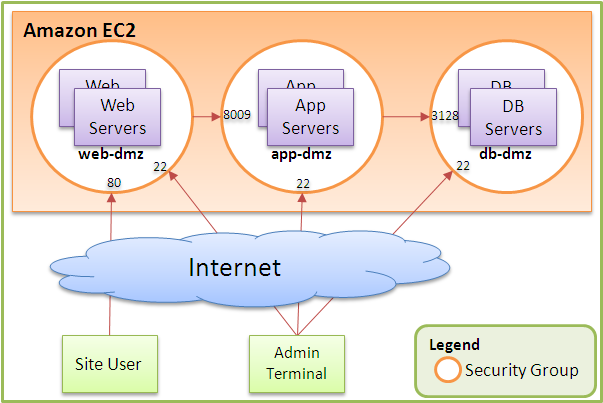 Amazon EC2
Web
Web
Servers
web-dmz
80
22
8009
App
App
Servers
app-dmz
22
3128
DB
DB
Servers
db-dmz
22
Internet
Site User
Admin
Terminal
Legend
Security Group